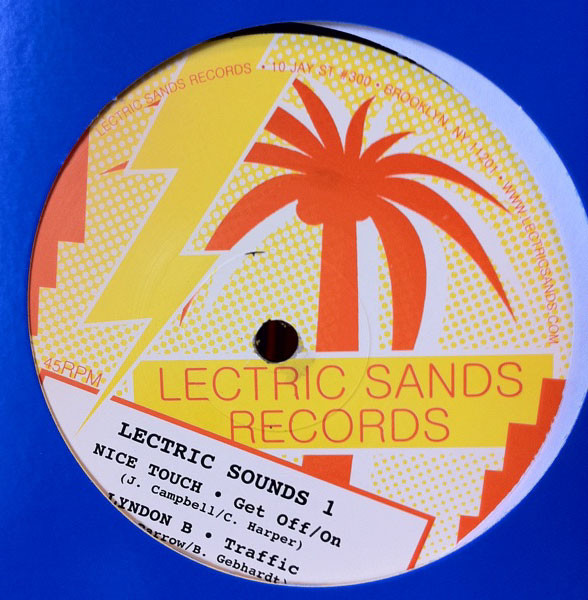 LECTRIC SANDS RECORDS • 10 JAY ST #300 • BROOKLYN, NY 11201 • WWW.LECTRICSANDS.COM
45RPM
LECTRIC SANDS
RECORDS
LECTRIC SOUNDS 1
NICE TOUCH • Get Off/On
(J. Campbell/C. Harper)
LYNDON B • Traffic
/B. Gebhardt)